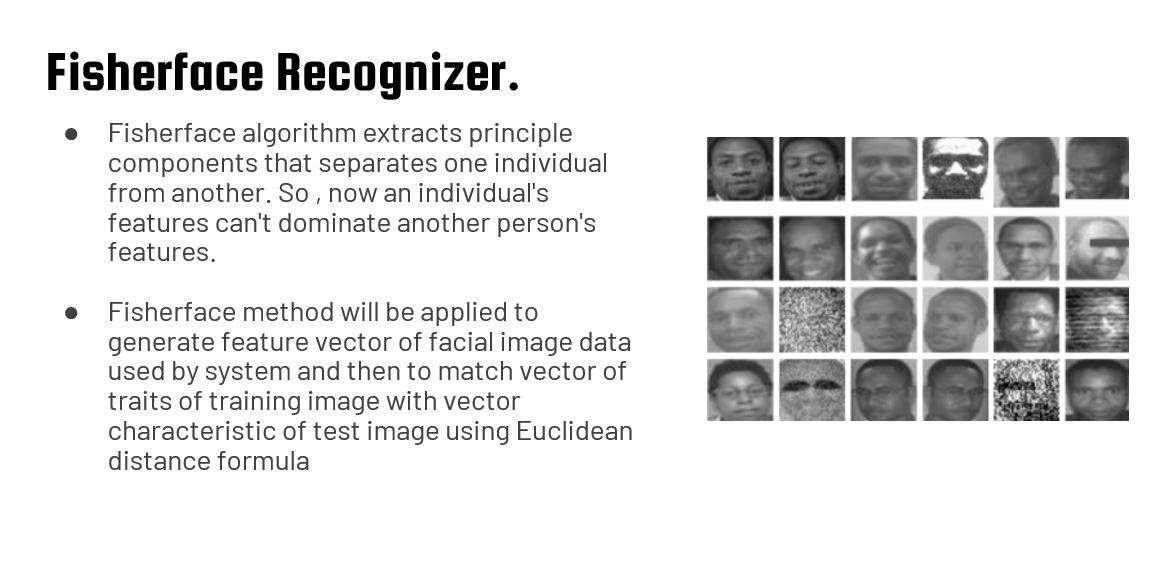 Fisherface Recognizer.
● Fisherface algorithm extracts principle
components that separates one individual
from another. So , now an individual's
features can't dominate another person's
features.
● Fisherface method will be applied to
generate feature vector of facial image data
used by system and then to match vector of
traits of training image with vector
characteristic of test image using Euclidean
distance formula